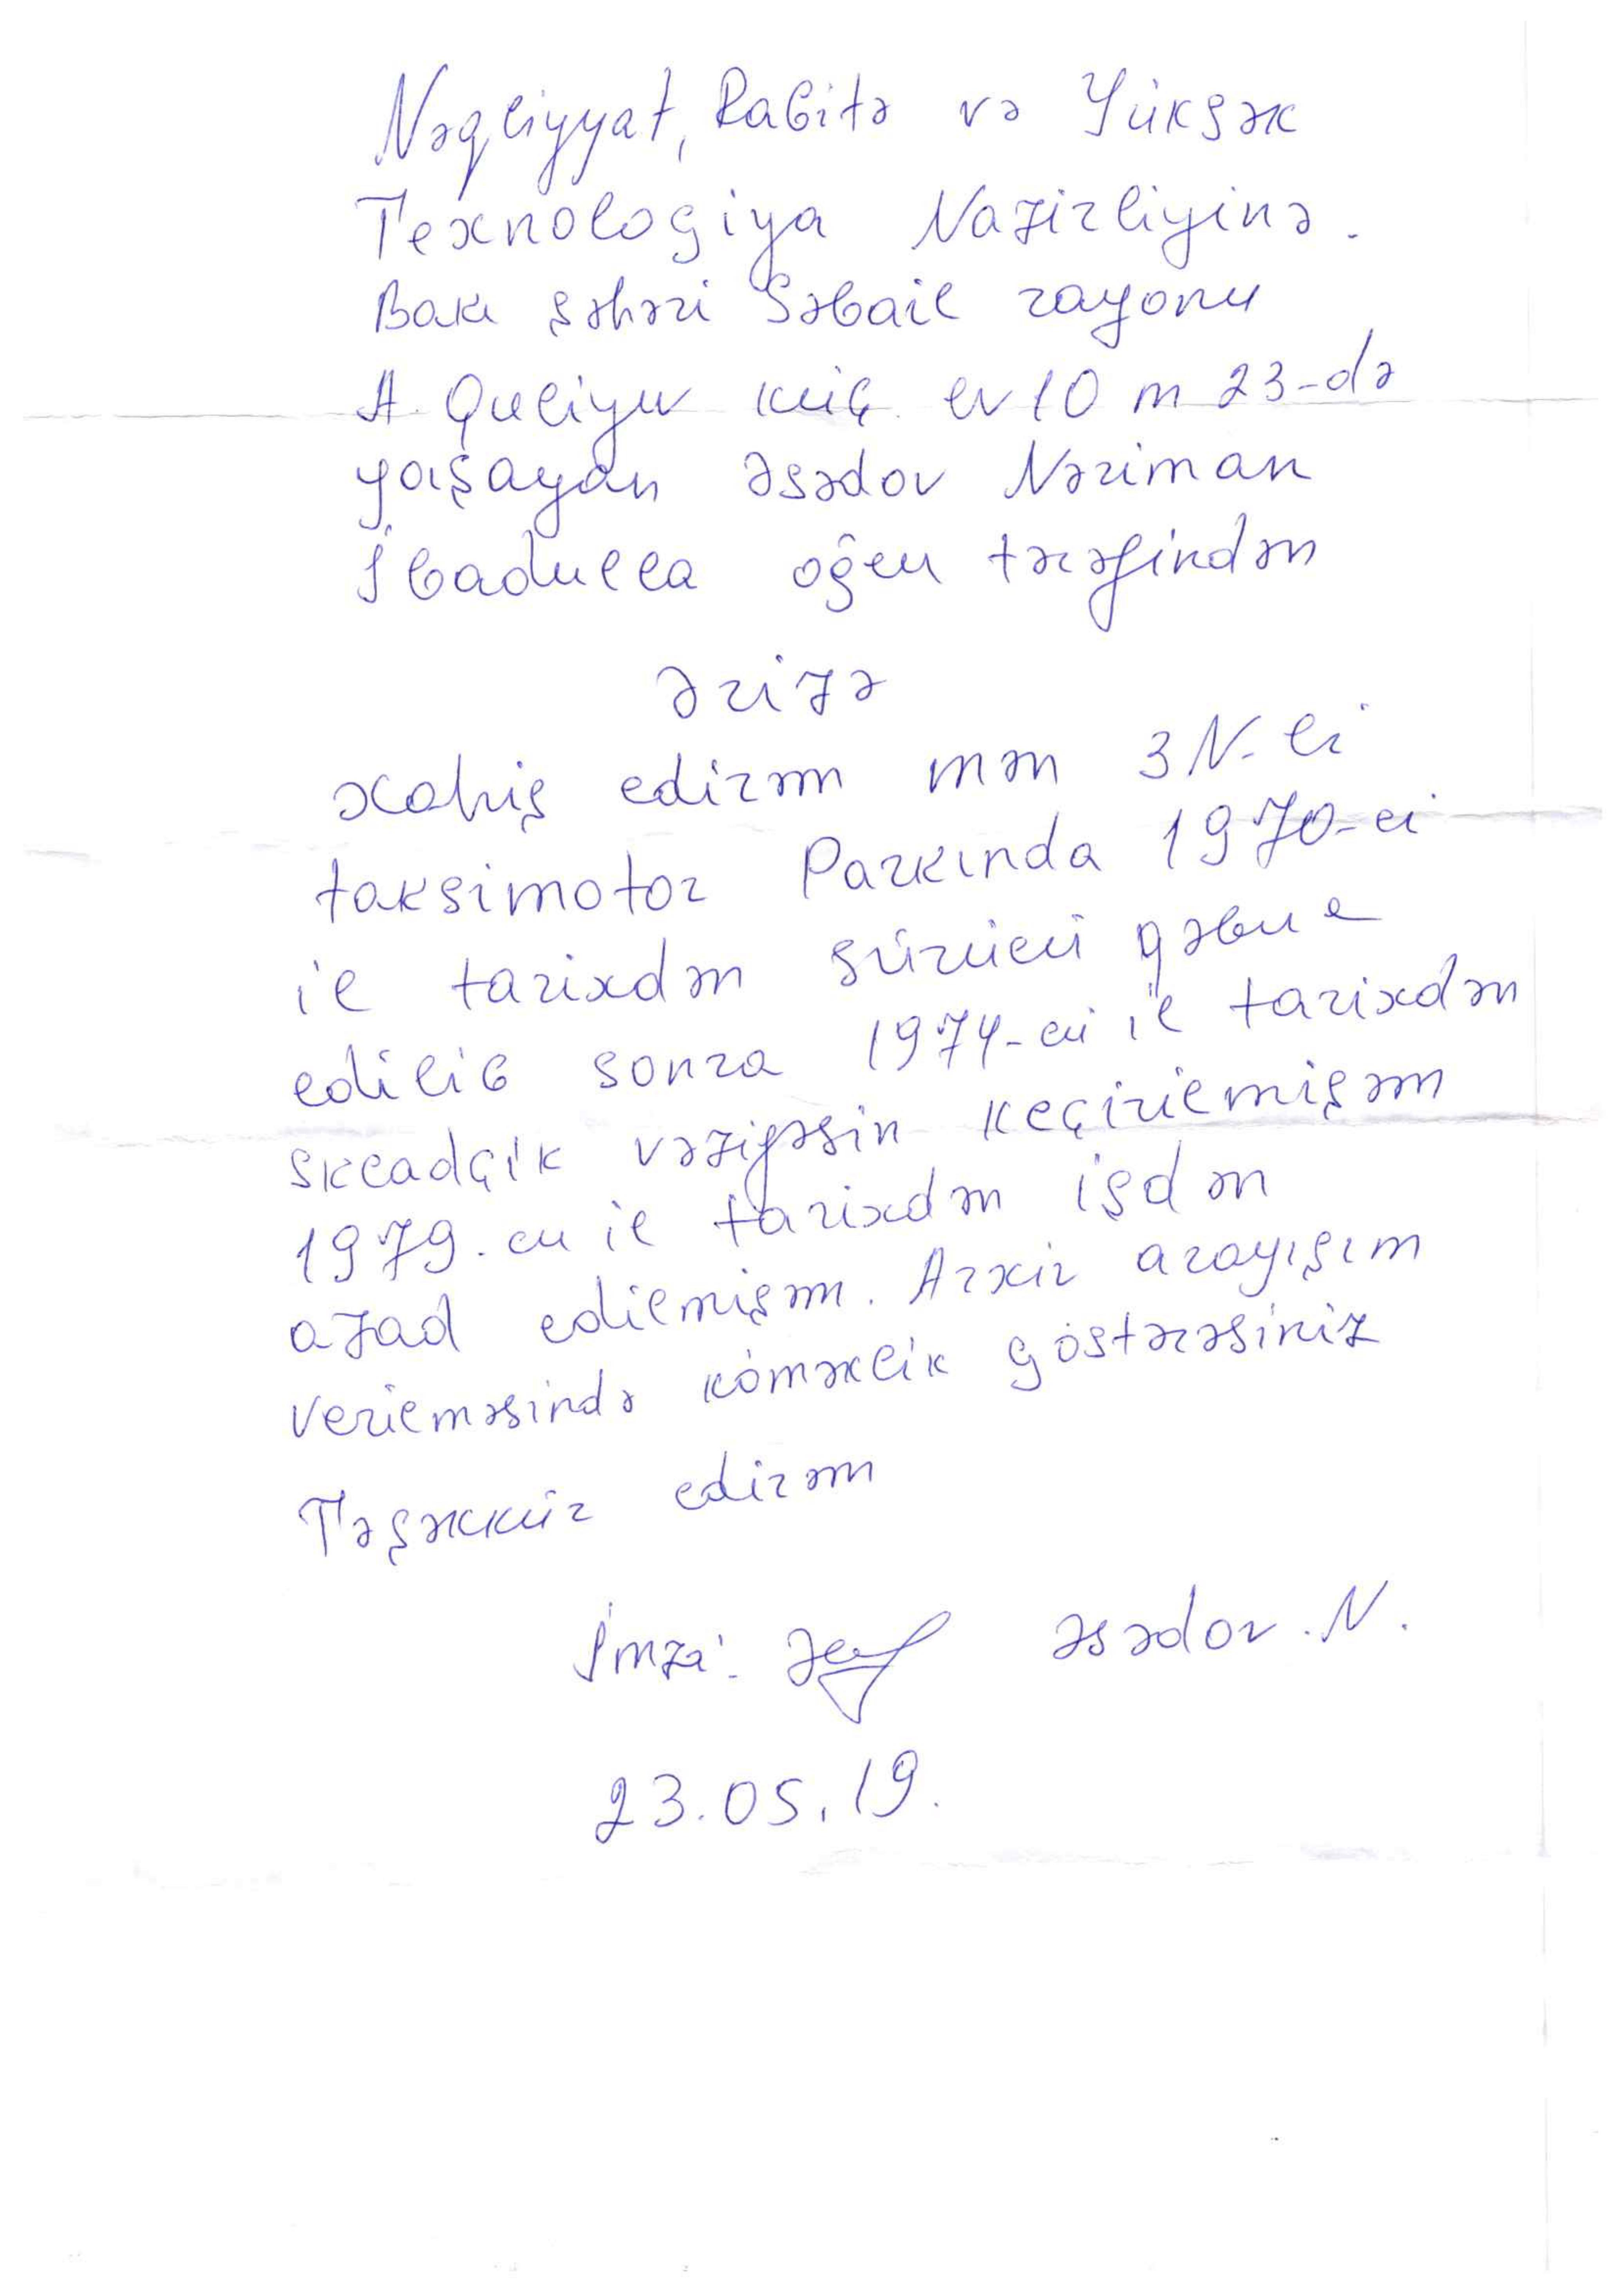 Nəqliyyat, Rabitə və Yüksək
Texnologiya Nazirliyinə.
Bakı şəhəri Səbail rayonu
A. Quliyev küç. ev 10 m 23-də
yaşayan Əsədov Nəriman
İbadulla oğlu tərəfindən
Ərizə
Xahiş edirəm mən 3 N-li
taksimotor Parkında 1970-ci
il tarixdən sürücü qəbul
edilib sonra 1974-cü il tarixdən
skladçik vəzifəsin keçirilmişəm
1979.cu il tarixdən işdən
azad edilmişəm. Arxiv arayışım
verilməsində köməklik göstərəsiniz
Təşəkkür edirəm
İmza: Əsədov. N.
23.05.19.